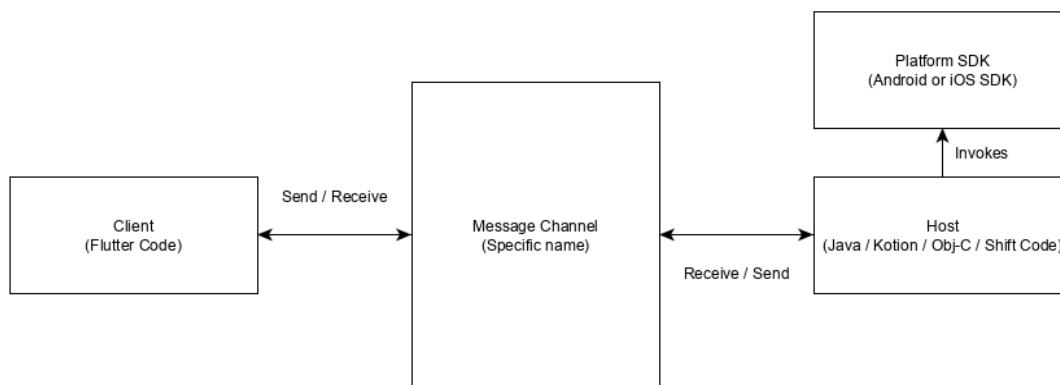 Platform SDK
(Android or iOS SDK)
Invokes
Send / Receive
Client
(Flutter Code)
Message Channel
(Specific name)
Host
(Java / Kotion / Obj-C / Shift Code)
Receive / Send